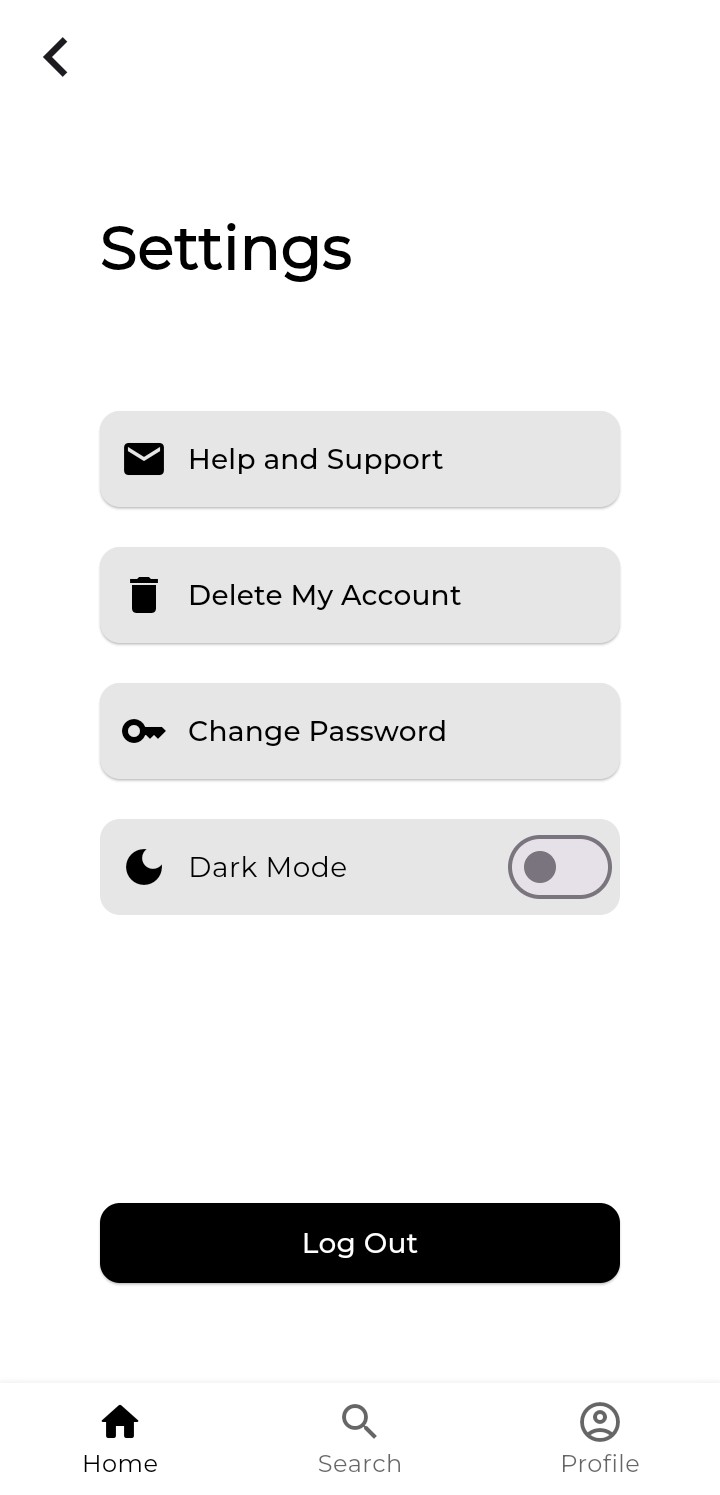 Settings
Help and Support
Delete My Account
Change Password
Dark Mode
Log Out
Home
Search
Profile